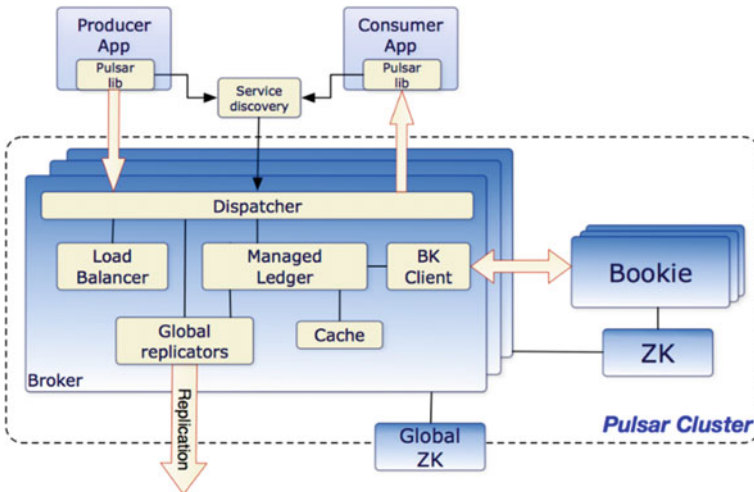 Producer
App
Pulsar
lib
Consumer
App
Pulsar
lib
Service
discovery
Dispatcher
Load
Balancer
Managed
Ledger
BK
Client
Bookie
Global
replicators
Cache
ZK
Broker
Replication
Pulsar Cluster
Global
ZK